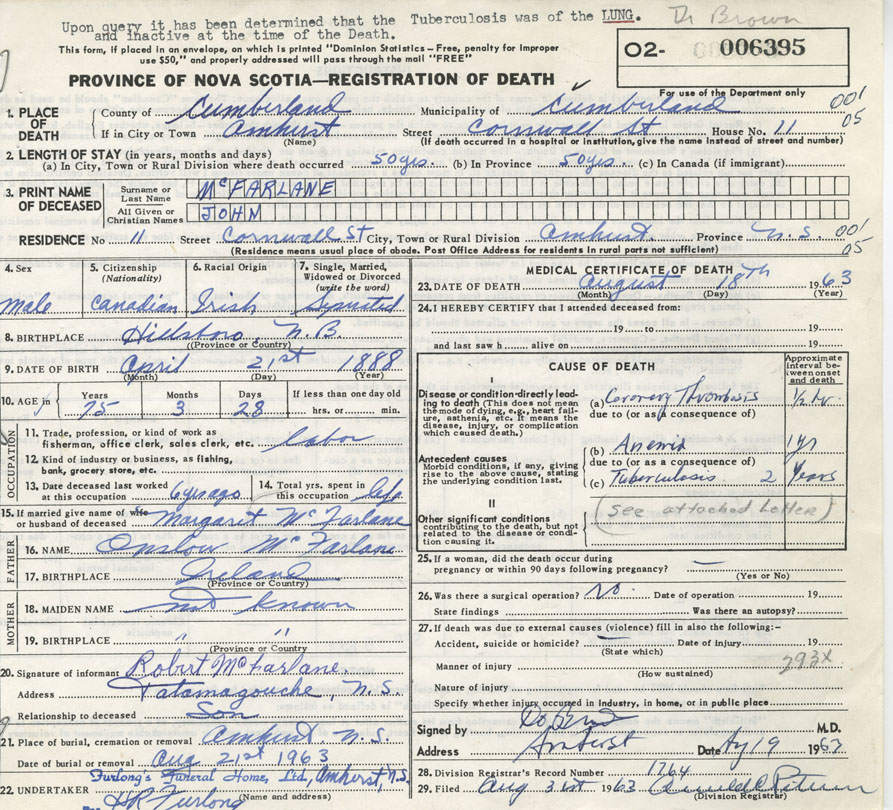 Upon query it has been determined that the Tuberculosis was of the LUNG. Dr Brown
and inactive at the time of the Death.
This form, if placed in an envelope, on which is printed "Dominion Statistics – Free, penalty for improper
use $50," and properly addressed will pass through the mail "FREE"
O2- 006395
PROVINCE OF NOVA SCOTIA—REGISTRATION OF DEATH
For use of the Department only
001
05
1. PLACE OF DEATH
County of Cumberland Municipality of Cumberland
If in City or Town Amherst Street Cornwall St House No. 11
(Name) (If death occurred in a hospital or institution, give the name instead of street and number)
2. LENGTH OF STAY (in years, months and days)
(a) In City, Town or Rural Division where death occurred 50 yrs. (b) In Province 50 yrs. (c) In Canada (if immigrant)
3. PRINT NAME OF DECEASED
Surname or Last Name McFARLANE
All Given or Christian Names JOHN
RESIDENCE No 11 Street Cornwall St City, Town or Rural Division Amherst. Province N.S. 001
05
(Residence means usual place of abode. Post Office Address for residents in rural parts not sufficient)
4. Sex
male
5. Citizenship (Nationality)
Canadian
6. Racial Origin
Irish
7. Single, Married, Widowed or Divorced (write the word)
Separated
8. BIRTHPLACE Hillsboro, N.B.
(Province or Country)
9. DATE OF BIRTH April 21st 1888
(Month) (Day) (Year)
10. AGE in
Years Months Days If less than one day old
75 3 28 hrs. or min.
OCCUPATION
11. Trade, profession, or kind of work as
fisherman, office clerk, sales clerk, etc. labor
12. Kind of industry or business, as fishing,
bank, grocery store, etc.
13. Date deceased last worked at this occupation 6 yrs ago
14. Total yrs. spent in this occupation life
15. If married give name of wife
or husband of deceased Margaret McFarlane
FATHER
16. NAME Onslow McFarlane
17. BIRTHPLACE Ireland
(Province or Country)
MOTHER
18. MAIDEN NAME not known
19. BIRTHPLACE " "
(Province or Country)
20. Signature of informant Robert McFarlane
Address Tatamagouche, N.S.
Relationship to deceased Son
21. Place of burial, cremation or removal Amherst N.S.
Date of burial or removal Aug 21st 1963
Furlong's Funeral Home Ltd, Amherst, N.S.
22. UNDERTAKER
(Name and address)
Furlong
MEDICAL CERTIFICATE OF DEATH
23. DATE OF DEATH August 18th 1963
(Month) (Day) (Year)
24. I HEREBY CERTIFY that I attended deceased from:
19 to 19
and last saw h alive on 19
CAUSE OF DEATH
Approximate interval between onset and death
I
Disease or condition directly leading to death (This does not mean
the mode of dying, e.g., heart failure, asthenia, etc. It means the
disease, injury, or complication
which caused death.)
(a) Coronary Thrombosis ½ hr.
due to (or as a consequence of)
Antecedent causes
Morbid conditions, if any, giving
rise to the above cause, stating
the underlying condition last.
(b) Anemia 1 yr
due to (or as a consequence of)
(c) Tuberculosis. 2 years
II
(See attached Letter)
Other significant conditions
contributing to the death, but not
related to the disease or condition causing it.
25. If a woman, did the death occur during
pregnancy or within 90 days following pregnancy? —
(Yes or No)
26. Was there a surgical operation? No. Date of operation 19
State findings Was there an autopsy?
27. If death was due to external causes (violence) fill in also the following:-
Accident, suicide or homicide? — Date of injury 19
(State which)
Manner of injury 293x
(How sustained)
Nature of injury
Specify whether injury occurred in Industry, in home, or in public place
Signed by M.D.
Address Amherst Date Ag 19 1963
28. Division Registrar's Record Number 1764
29. Filed Aug 31st 1963
(Division Registrar)